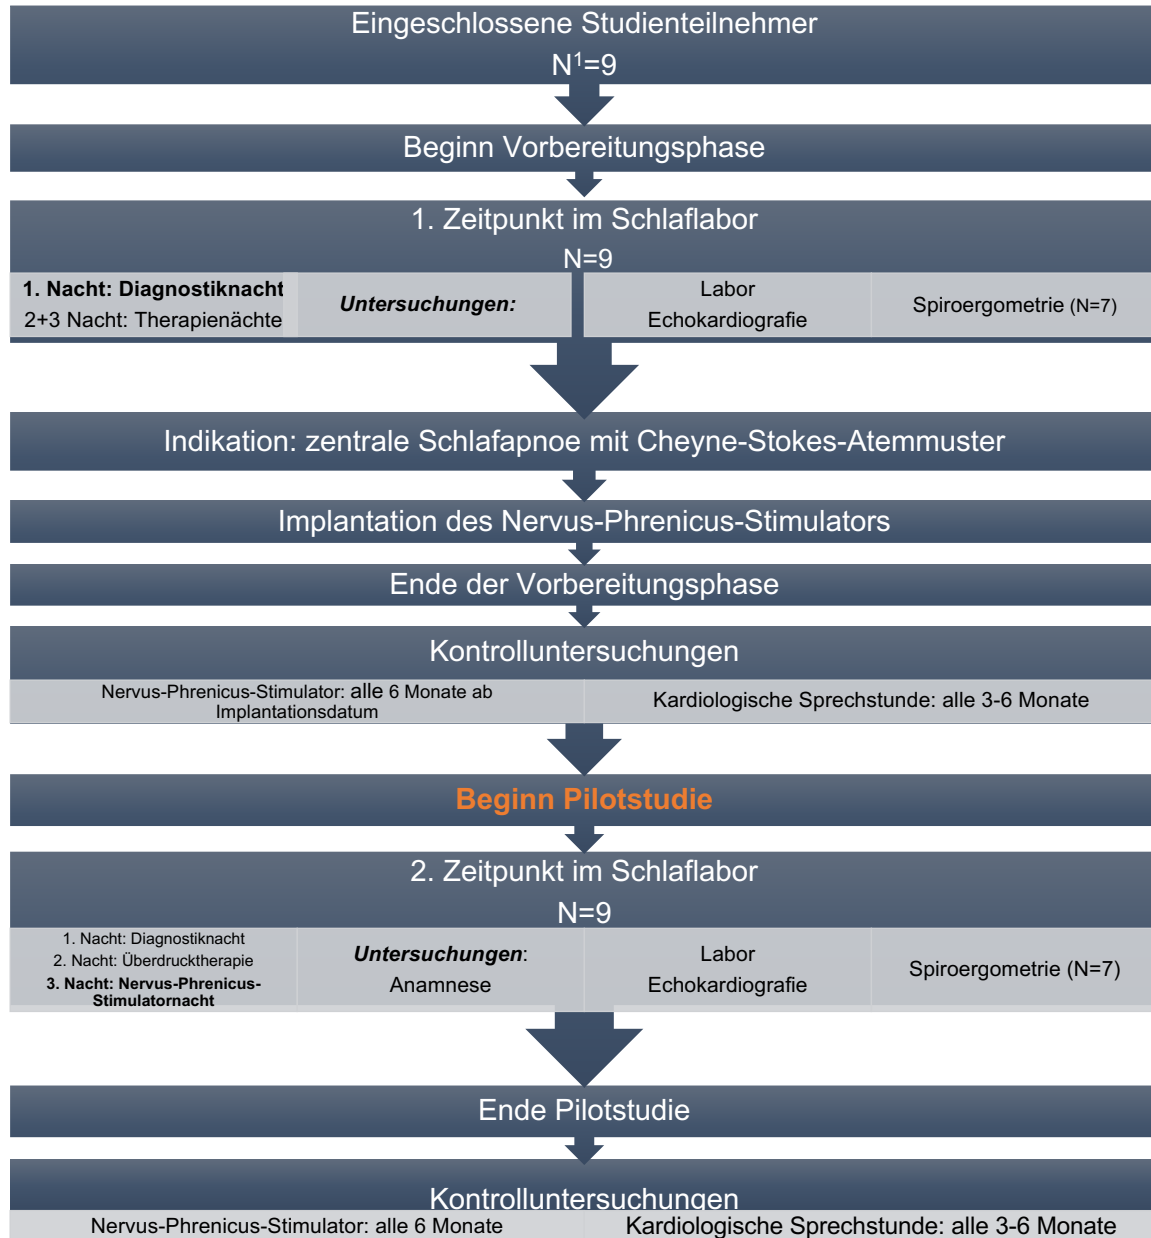 Eingeschlossene Studienteilnehmer
N¹=9
Beginn Vorbereitungsphase
1. Zeitpunkt im Schlaflabor
N=9
1. Nacht: Diagnostiknacht
2+3 Nacht: Therapienächte
Untersuchungen:
Labor
Echokardiografie
Spiroergometrie (N=7)
Indikation: zentrale Schlafapnoe mit Cheyne-Stokes-Atemmuster
Implantation des Nervus-Phrenicus-Stimulators
Ende der Vorbereitungsphase
Kontrolluntersuchungen
Nervus-Phrenicus-Stimulator: alle 6 Monate ab
Implantationsdatum
Kardiologische Sprechstunde: alle 3-6 Monate
Beginn Pilotstudie
2. Zeitpunkt im Schlaflabor
N=9
1. Nacht: Diagnostiknacht
2. Nacht: Überdrucktherapie
3. Nacht: Nervus-Phrenicus-
Stimulatornacht
Untersuchungen:
Anamnese
Labor
Echokardiografie
Spiroergometrie (N=7)
Ende Pilotstudie
Kontrolluntersuchungen
Nervus-Phrenicus-Stimulator: alle 6 Monate
Kardiologische Sprechstunde: alle 3-6 Monate